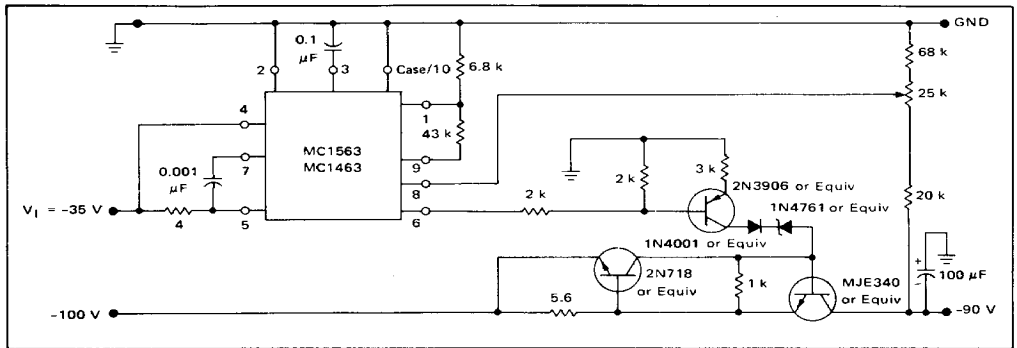 GND
0.1
µF
2
3
Case/10
6.8 k
68 k
25 k
4
1
43 k
MC1563
MC1463
0.001
µF
7
9
8
3 k
2 k
2N3906 or Equiv
2 k
1N4761 or Equiv
20 k
V_I = -35 V
4
5
6
1N4001 or Equiv
2N718
or Equiv
1 k
MJE340
or Equiv
+
−
100 µF
5.6
-100 V
-90 V